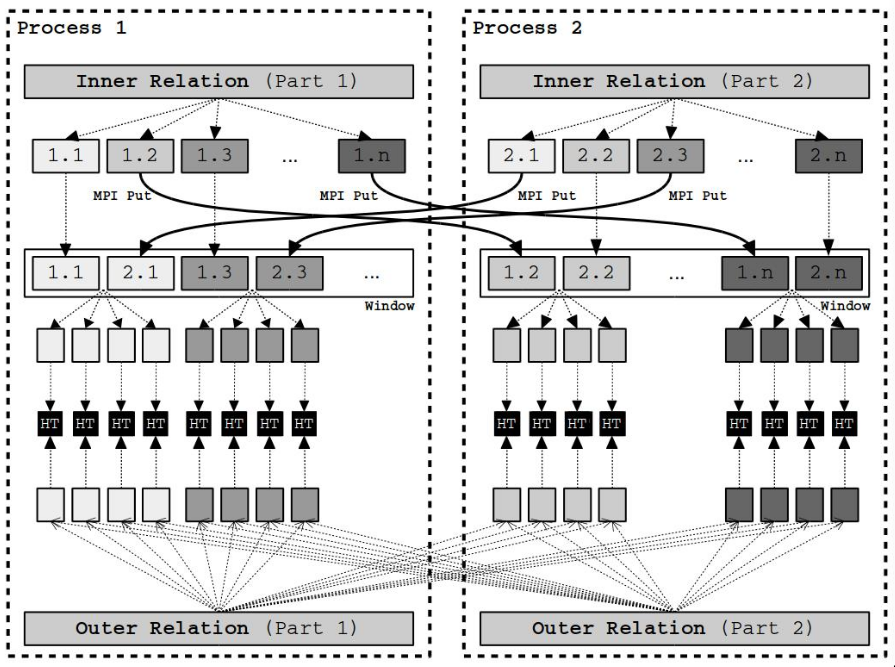 Process 1
Process 2
Inner Relation (Part 1)
Inner Relation (Part 2)
1.1 1.2 1.3 ... 1.n
2.1 2.2 2.3 ... 2.n
MPI Put MPI Put MPI Put MPI Put
1.1 2.1 1.3 2.3 ...
1.2 2.2 ... 1.n 2.n
Window
Window
HT HT HT HT HT HT HT HT
HT HT HT HT HT HT HT HT
Outer Relation (Part 1)
Outer Relation (Part 2)